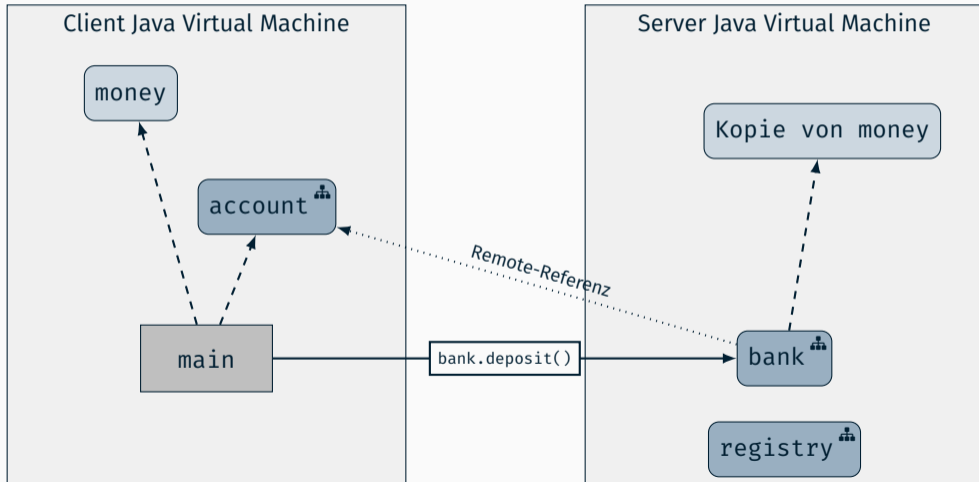 Client Java Virtual Machine
Server Java Virtual Machine
money
Kopie von money
account
Remote-Referenz
main
bank.deposit()
bank
registry